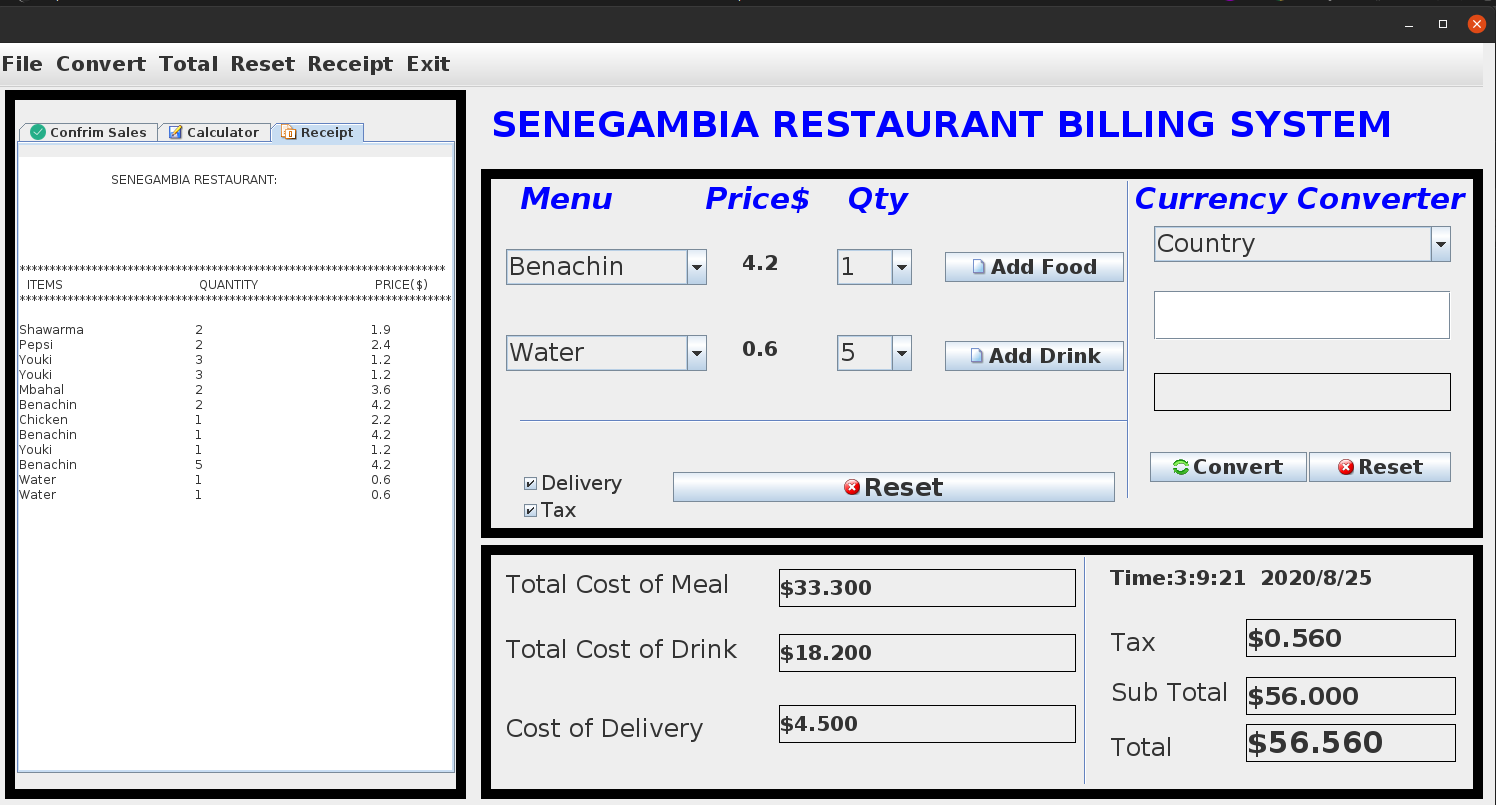 File Convert Total Reset Receipt Exit
Confrim Sales Calculator Receipt
SENEGAMBIA RESTAURANT:
***********************************************************************
ITEMS QUANTITY PRICE($)
************************************************************************
Shawarma 2 1.9
Pepsi 2 2.4
Youki 3 1.2
Youki 3 1.2
Mbahal 2 3.6
Benachin 2 4.2
Chicken 1 2.2
Benachin 1 4.2
Youki 1 1.2
Benachin 5 4.2
Water 1 0.6
Water 1 0.6
SENEGAMBIA RESTAURANT BILLING SYSTEM
Menu Price$ Qty
Benachin 4.2 1 Add Food
Water 0.6 5 Add Drink
Delivery
Tax
Reset
Currency Converter
Country
Convert Reset
Total Cost of Meal $33.300
Total Cost of Drink $18.200
Cost of Delivery $4.500
Time:3:9:21 2020/8/25
Tax $0.560
Sub Total $56.000
Total $56.560